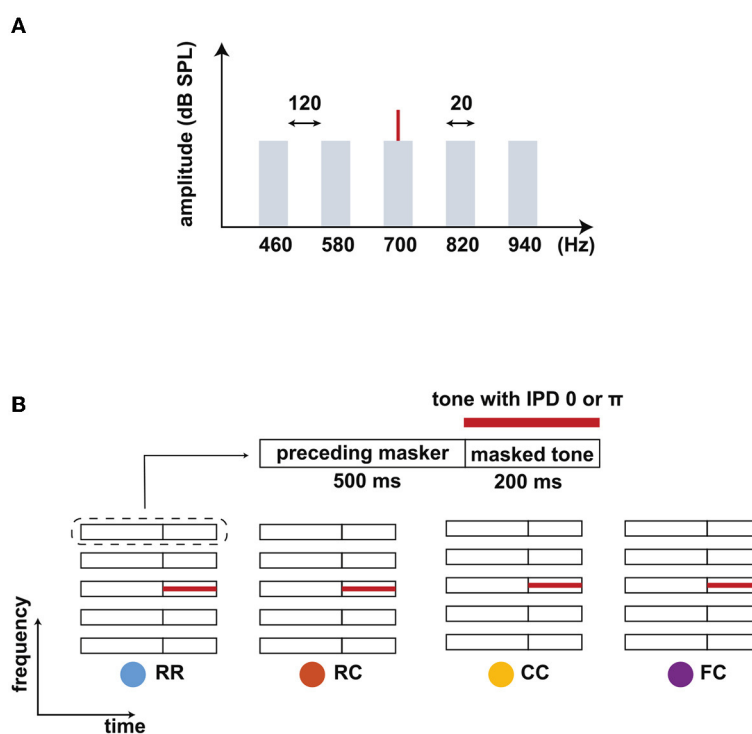 A
amplitude (dB SPL)
120
20
460 580 700 820 940 (Hz)
B
tone with IPD 0 or π
preceding masker masked tone
500 ms 200 ms
frequency
RR RC CC FC
time